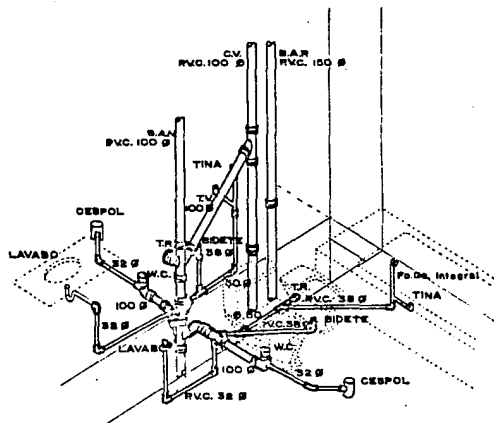 C.V.
P.V.C. 100 Ø
B.A.P.
P.V.C. 150 Ø
B.A.N.
P.V.C. 100 Ø
TINA
T.V.
100 Ø
CESPOL
T.R.
BIDETE
38 Ø
LAVABO
32 Ø
W.C.
50 Ø
Fo.Go. Integral
TINA
T.R.
P.V.C. 38 Ø
100 Ø
38 Ø
P.V.C. 38 Ø
BIDETE
LAVABO
W.C.
100 Ø
32 Ø
CESPOL
P.V.C. 32 Ø